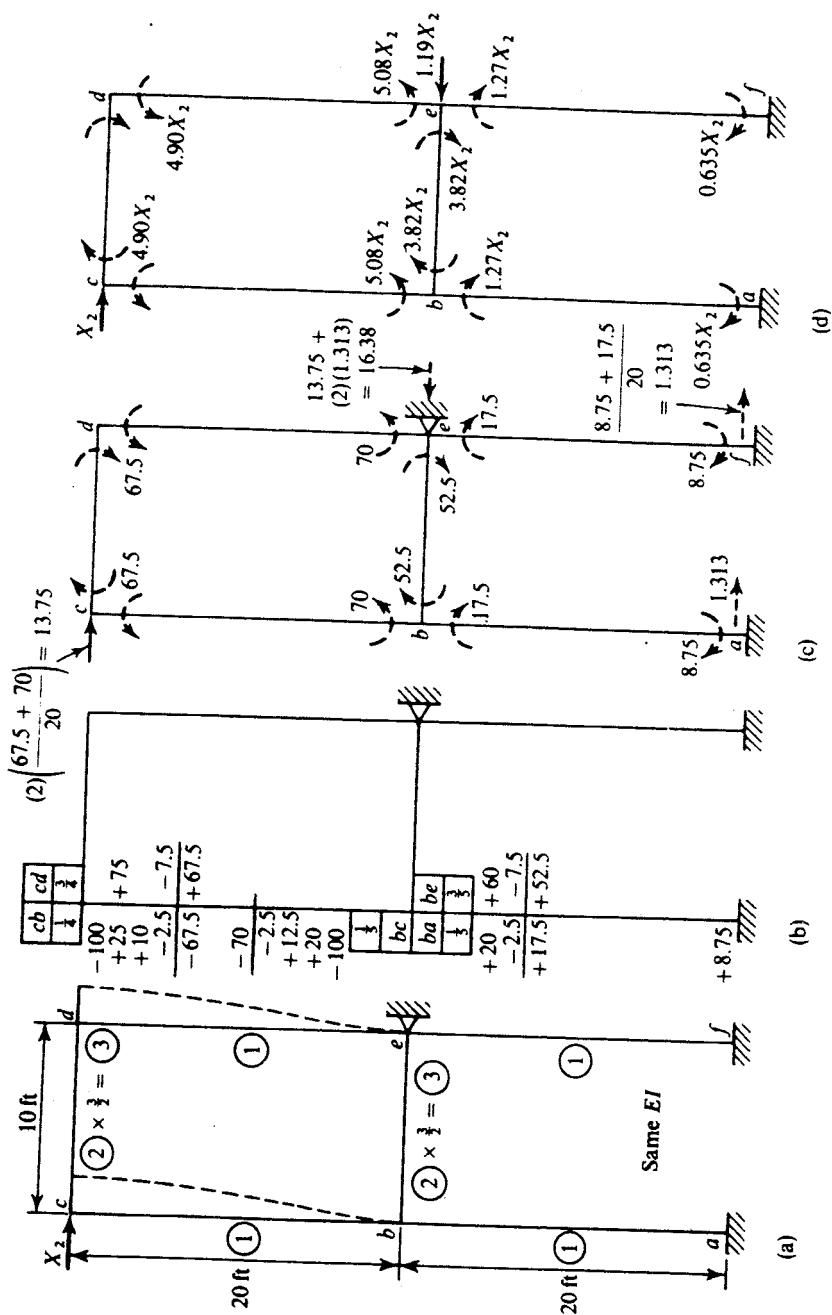 10 ft
X₂
c
d
② × 3/2 = ③
①
①
20 ft
b
e
② × 3/2 = ③
①
①
20 ft
Same EI
a
f
(a)
cb cd
1/4 3/4
−100
+25 +75
+10
−2.5 −7.5
−67.5 +67.5
−70
−2.5
+12.5
+20
−100
1/5
bc
ba be
1/5 3/5
+20 +60
−2.5 −7.5
+17.5 +52.5
+8.75
(b)
(2)((67.5 + 70)/20) = 13.75
c
d
67.5
67.5
70
70
52.5
52.5
b
e
17.5
17.5
13.75 +
(2)(1.313)
= 16.38
8.75
8.75
a
f
1.313
(8.75 + 17.5)/20
= 1.313
(c)
X₂
c
d
4.90X₂
4.90X₂
5.08X₂
5.08X₂
3.82X₂
3.82X₂
1.19X₂
b
e
1.27X₂
1.27X₂
0.635X₂
0.635X₂
a
f
(d)